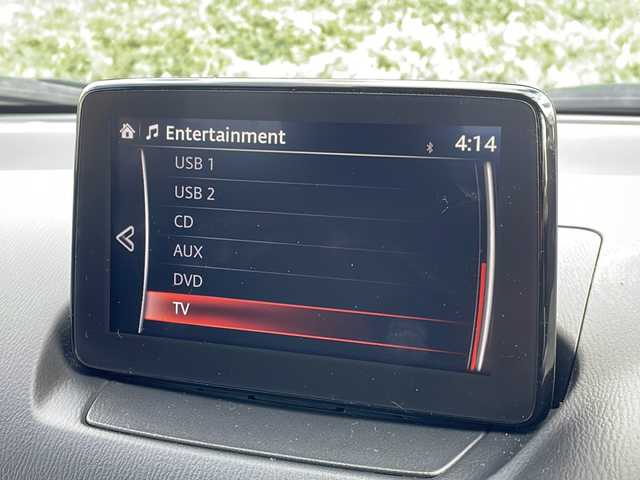 Entertainment 4:14
USB 1
USB 2
CD
AUX
DVD
TV